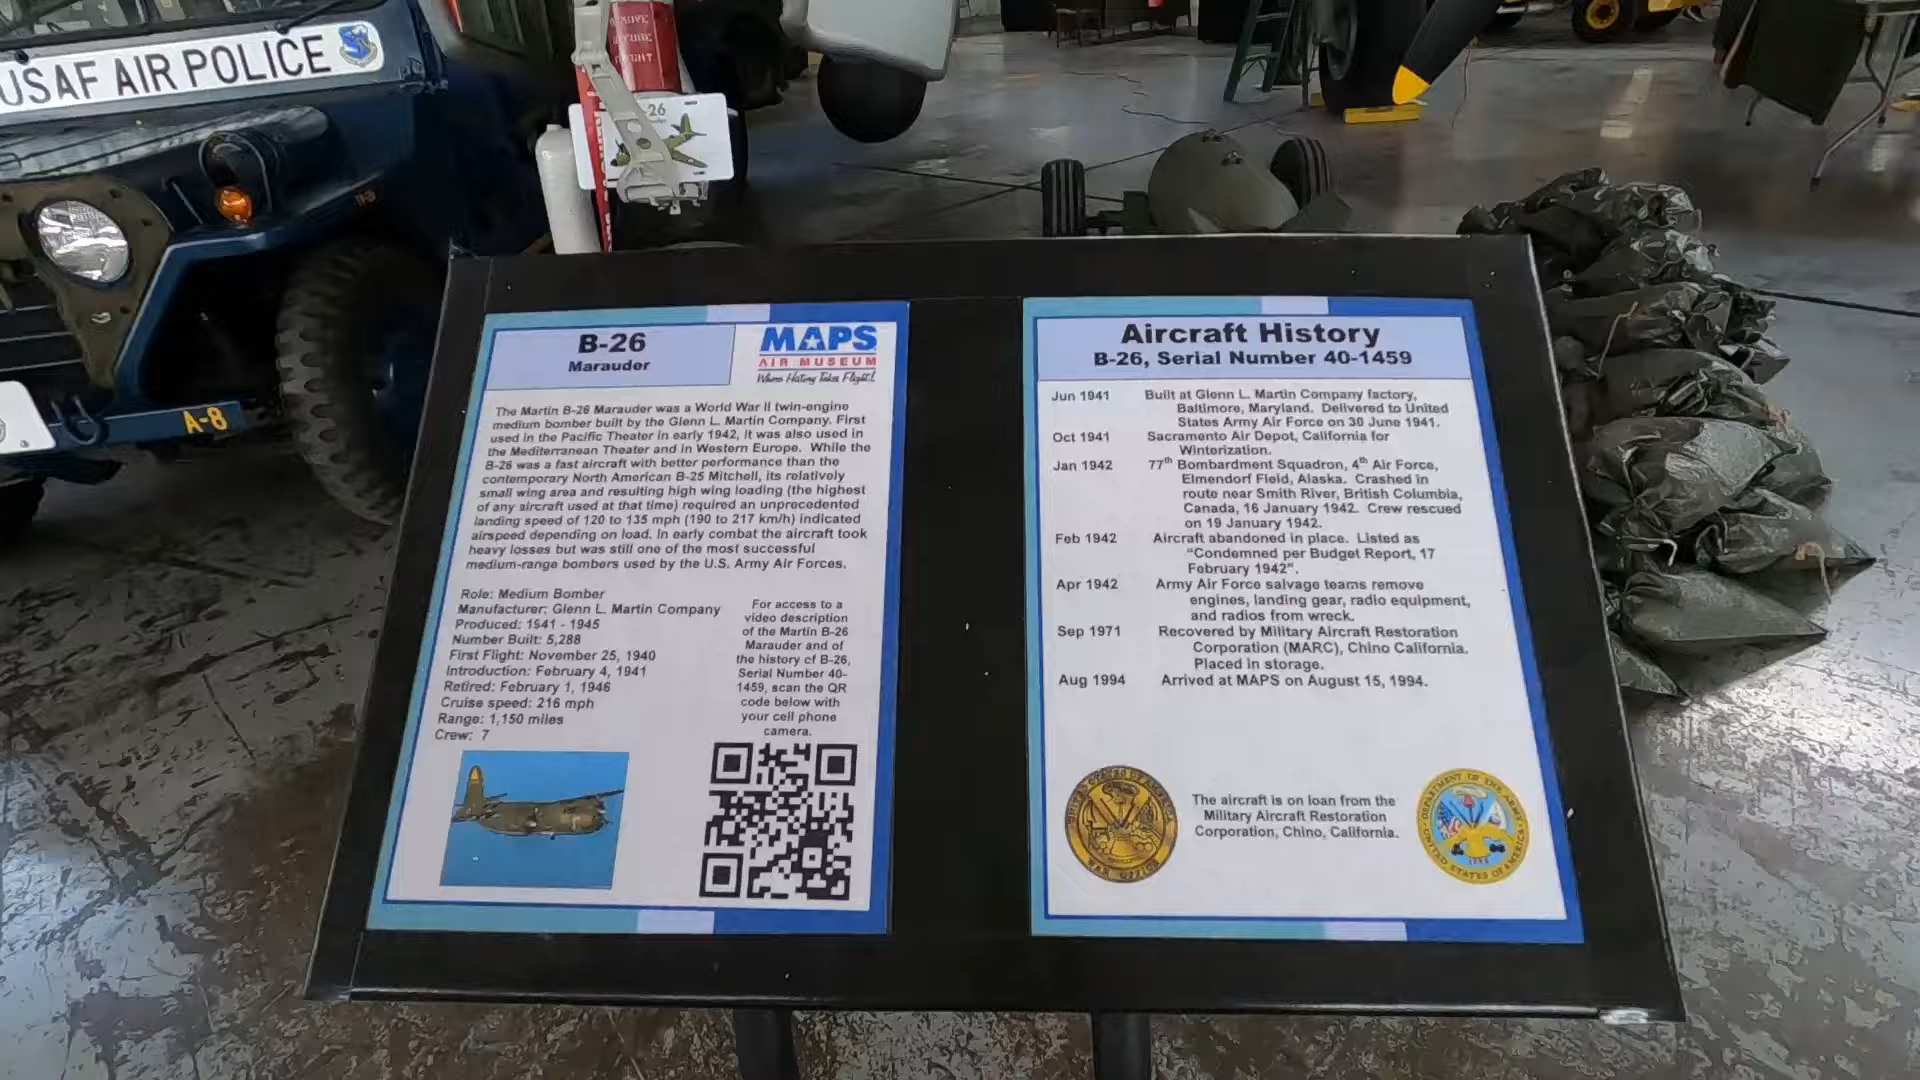 USAF AIR POLICE
A-8
-26
B-26
Marauder
MAPS
AIR MUSEUM
Where History Takes Flight!
The Martin B-26 Marauder was a World War II twin-engine
medium bomber built by the Glenn L. Martin Company. First
used in the Pacific Theater in early 1942, it was also used in
the Mediterranean Theater and in Western Europe. While the
B-26 was a fast aircraft with better performance than the
contemporary North American B-25 Mitchell, its relatively
small wing area and resulting high wing loading (the highest
of any aircraft used at that time) required an unprecedented
landing speed of 120 to 135 mph (190 to 217 km/h) indicated
airspeed depending on load. In early combat the aircraft took
heavy losses but was still one of the most successful
medium-range bombers used by the U.S. Army Air Forces.
Role: Medium Bomber
Manufacturer: Glenn L. Martin Company
Produced: 1941 - 1945
Number Built: 5,288
First Flight: November 25, 1940
Introduction: February 4, 1941
Retired: February 1, 1946
Cruise speed: 216 mph
Range: 1,150 miles
Crew: 7
For access to a
video description
of the Martin B-26
Marauder and of
the history of B-26,
Serial Number 40-
1459, scan the QR
code below with
your cell phone
camera.
Aircraft History
B-26, Serial Number 40-1459
Jun 1941 Built at Glenn L. Martin Company factory,
Baltimore, Maryland. Delivered to United
States Army Air Force on 30 June 1941.
Oct 1941 Sacramento Air Depot, California for
Winterization.
Jan 1942 77th Bombardment Squadron, 4th Air Force,
Elmendorf Field, Alaska. Crashed in
route near Smith River, British Columbia,
Canada, 16 January 1942. Crew rescued
on 19 January 1942.
Feb 1942 Aircraft abandoned in place. Listed as
"Condemned per Budget Report, 17
February 1942".
Apr 1942 Army Air Force salvage teams remove
engines, landing gear, radio equipment,
and radios from wreck.
Sep 1971 Recovered by Military Aircraft Restoration
Corporation (MARC), Chino California.
Placed in storage.
Aug 1994 Arrived at MAPS on August 15, 1994.
The aircraft is on loan from the
Military Aircraft Restoration
Corporation, Chino, California.
WAR OFFICE
DEPARTMENT OF THE ARMY
UNITED STATES OF AMERICA